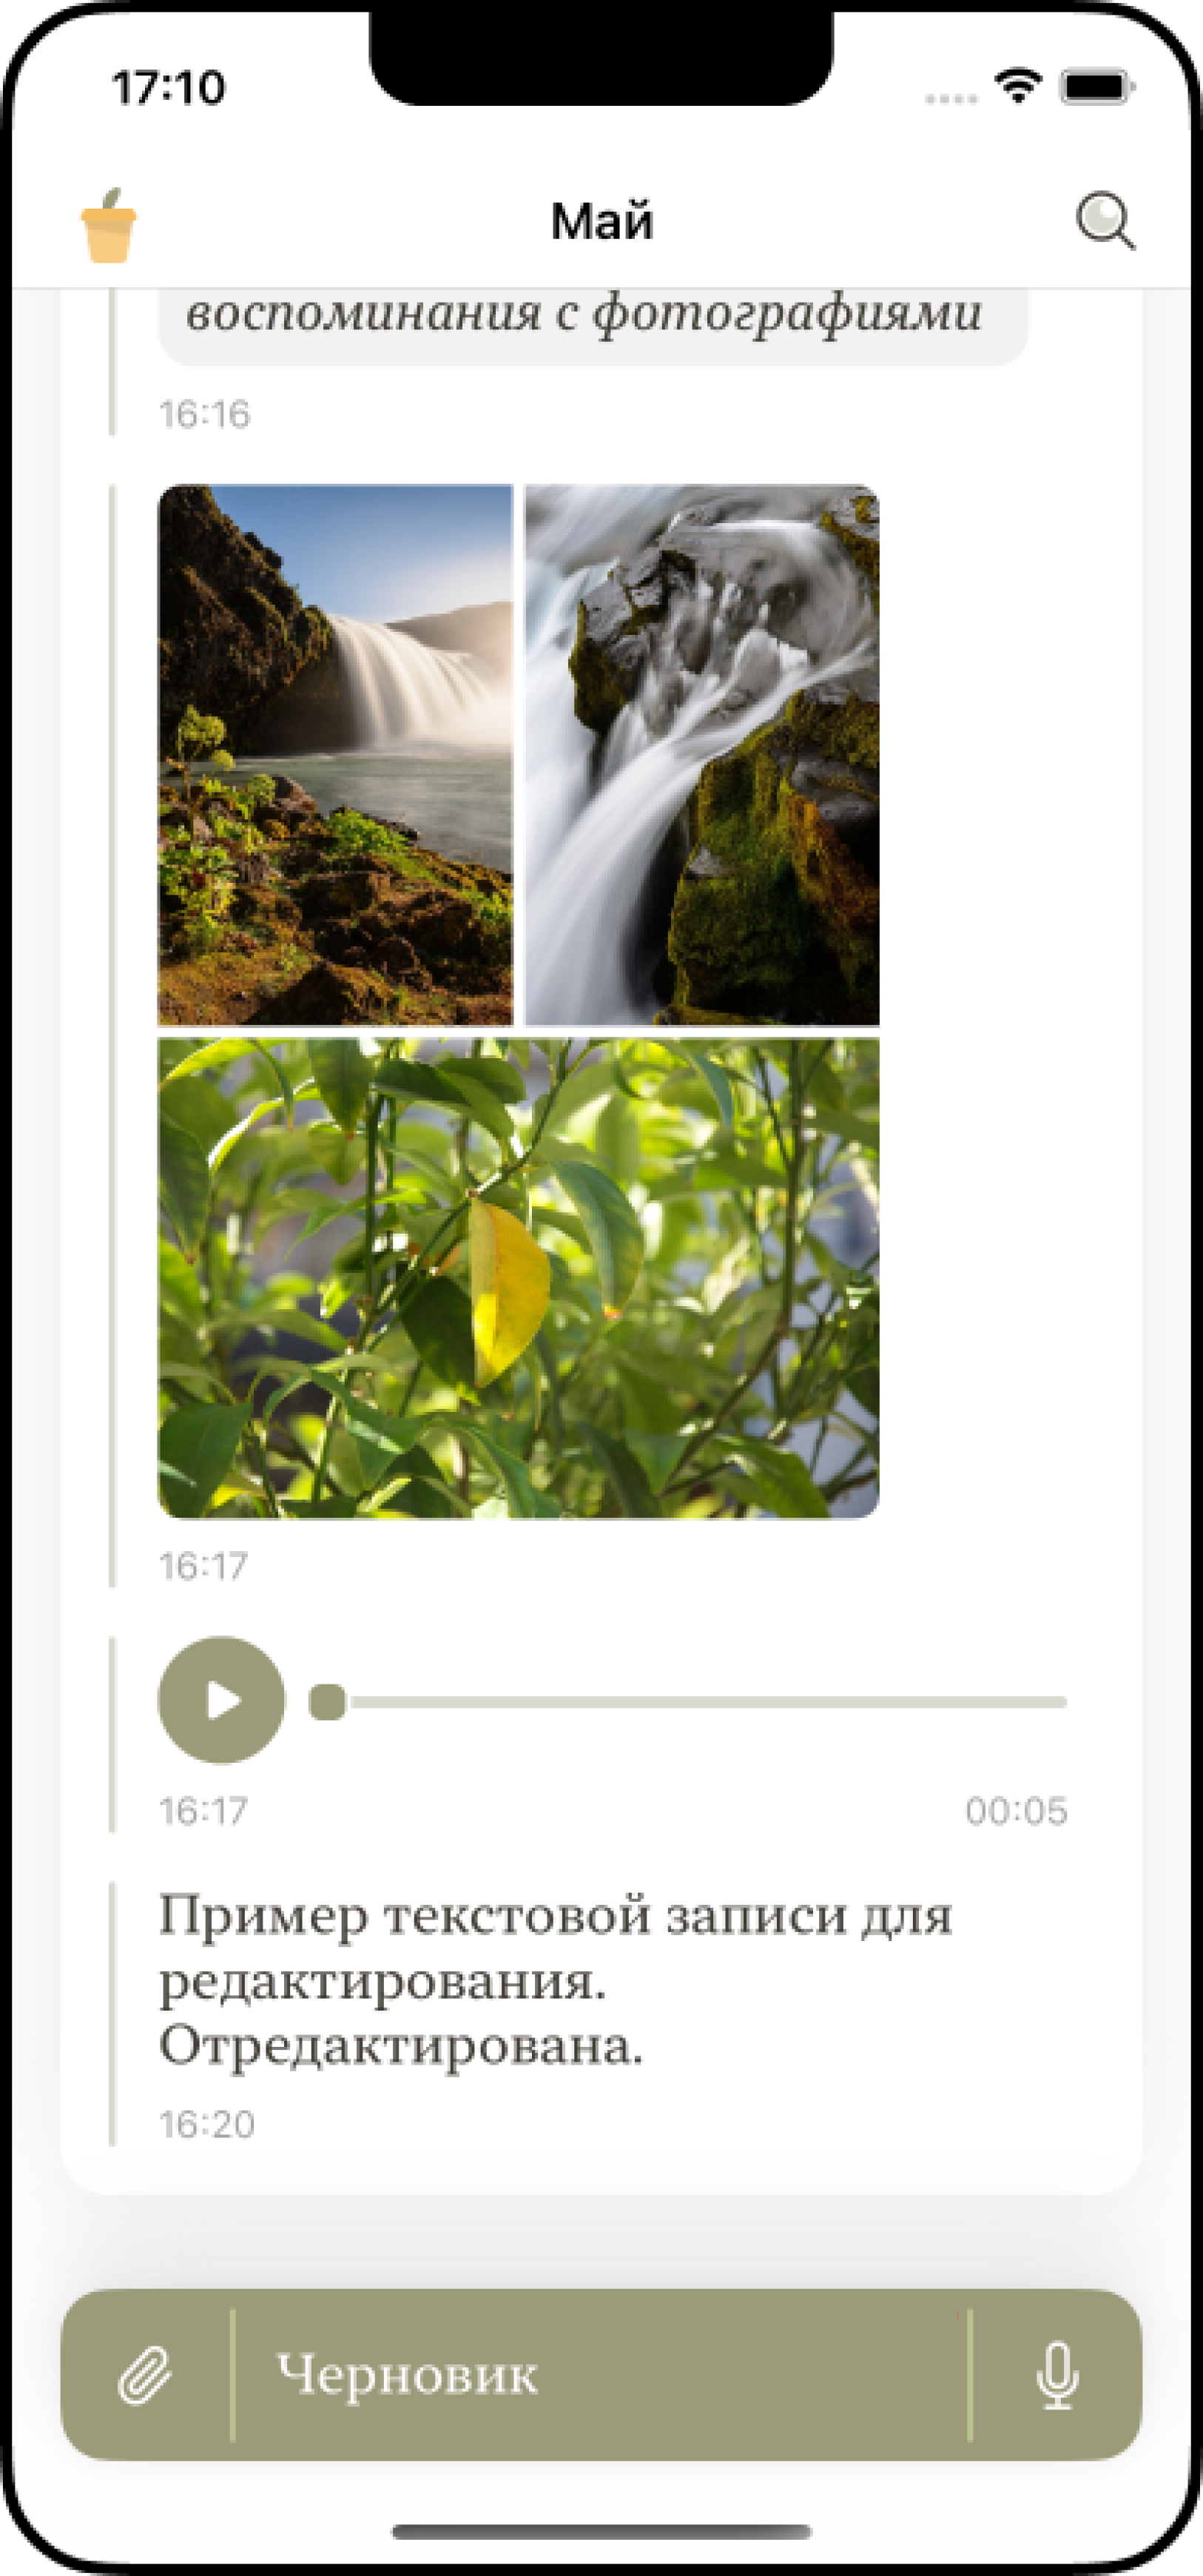 17:10
Май
воспоминания с фотографиями
16:16
16:17
16:17
00:05
Пример текстовой записи для
редактирования.
Отредактирована.
16:20
Черновик